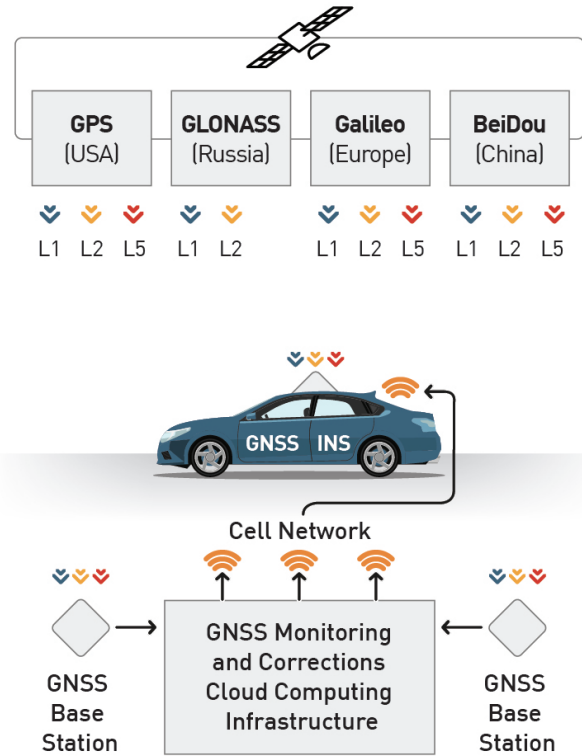 GPS
(USA)
GLONASS
(Russia)
Galileo
(Europe)
BeiDou
(China)
L1 L2 L5
L1 L2
L1 L2 L5
L1 L2 L5
GNSS INS
Cell Network
GNSS
Base
Station
GNSS Monitoring
and Corrections
Cloud Computing
Infrastructure
GNSS
Base
Station